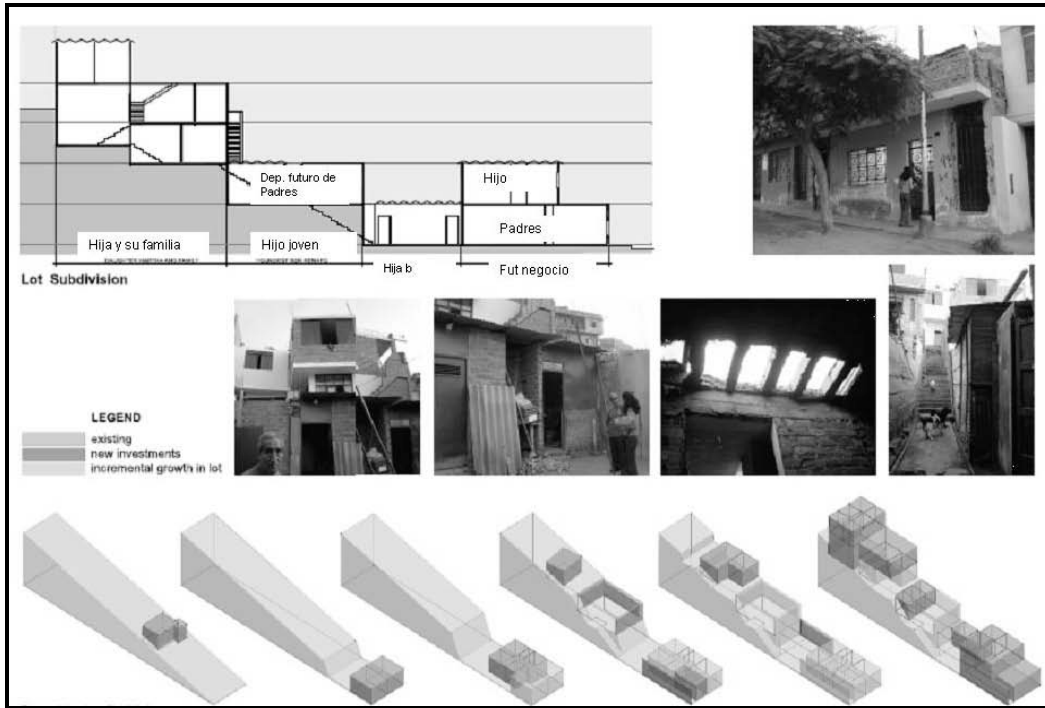 Dep. futuro de
Padres
Hijo
Padres
Hija y su familia
Hijo joven
Hija b
Fut negocio
Lot Subdivision
LEGEND
existing
new investments
incremental growth in lot